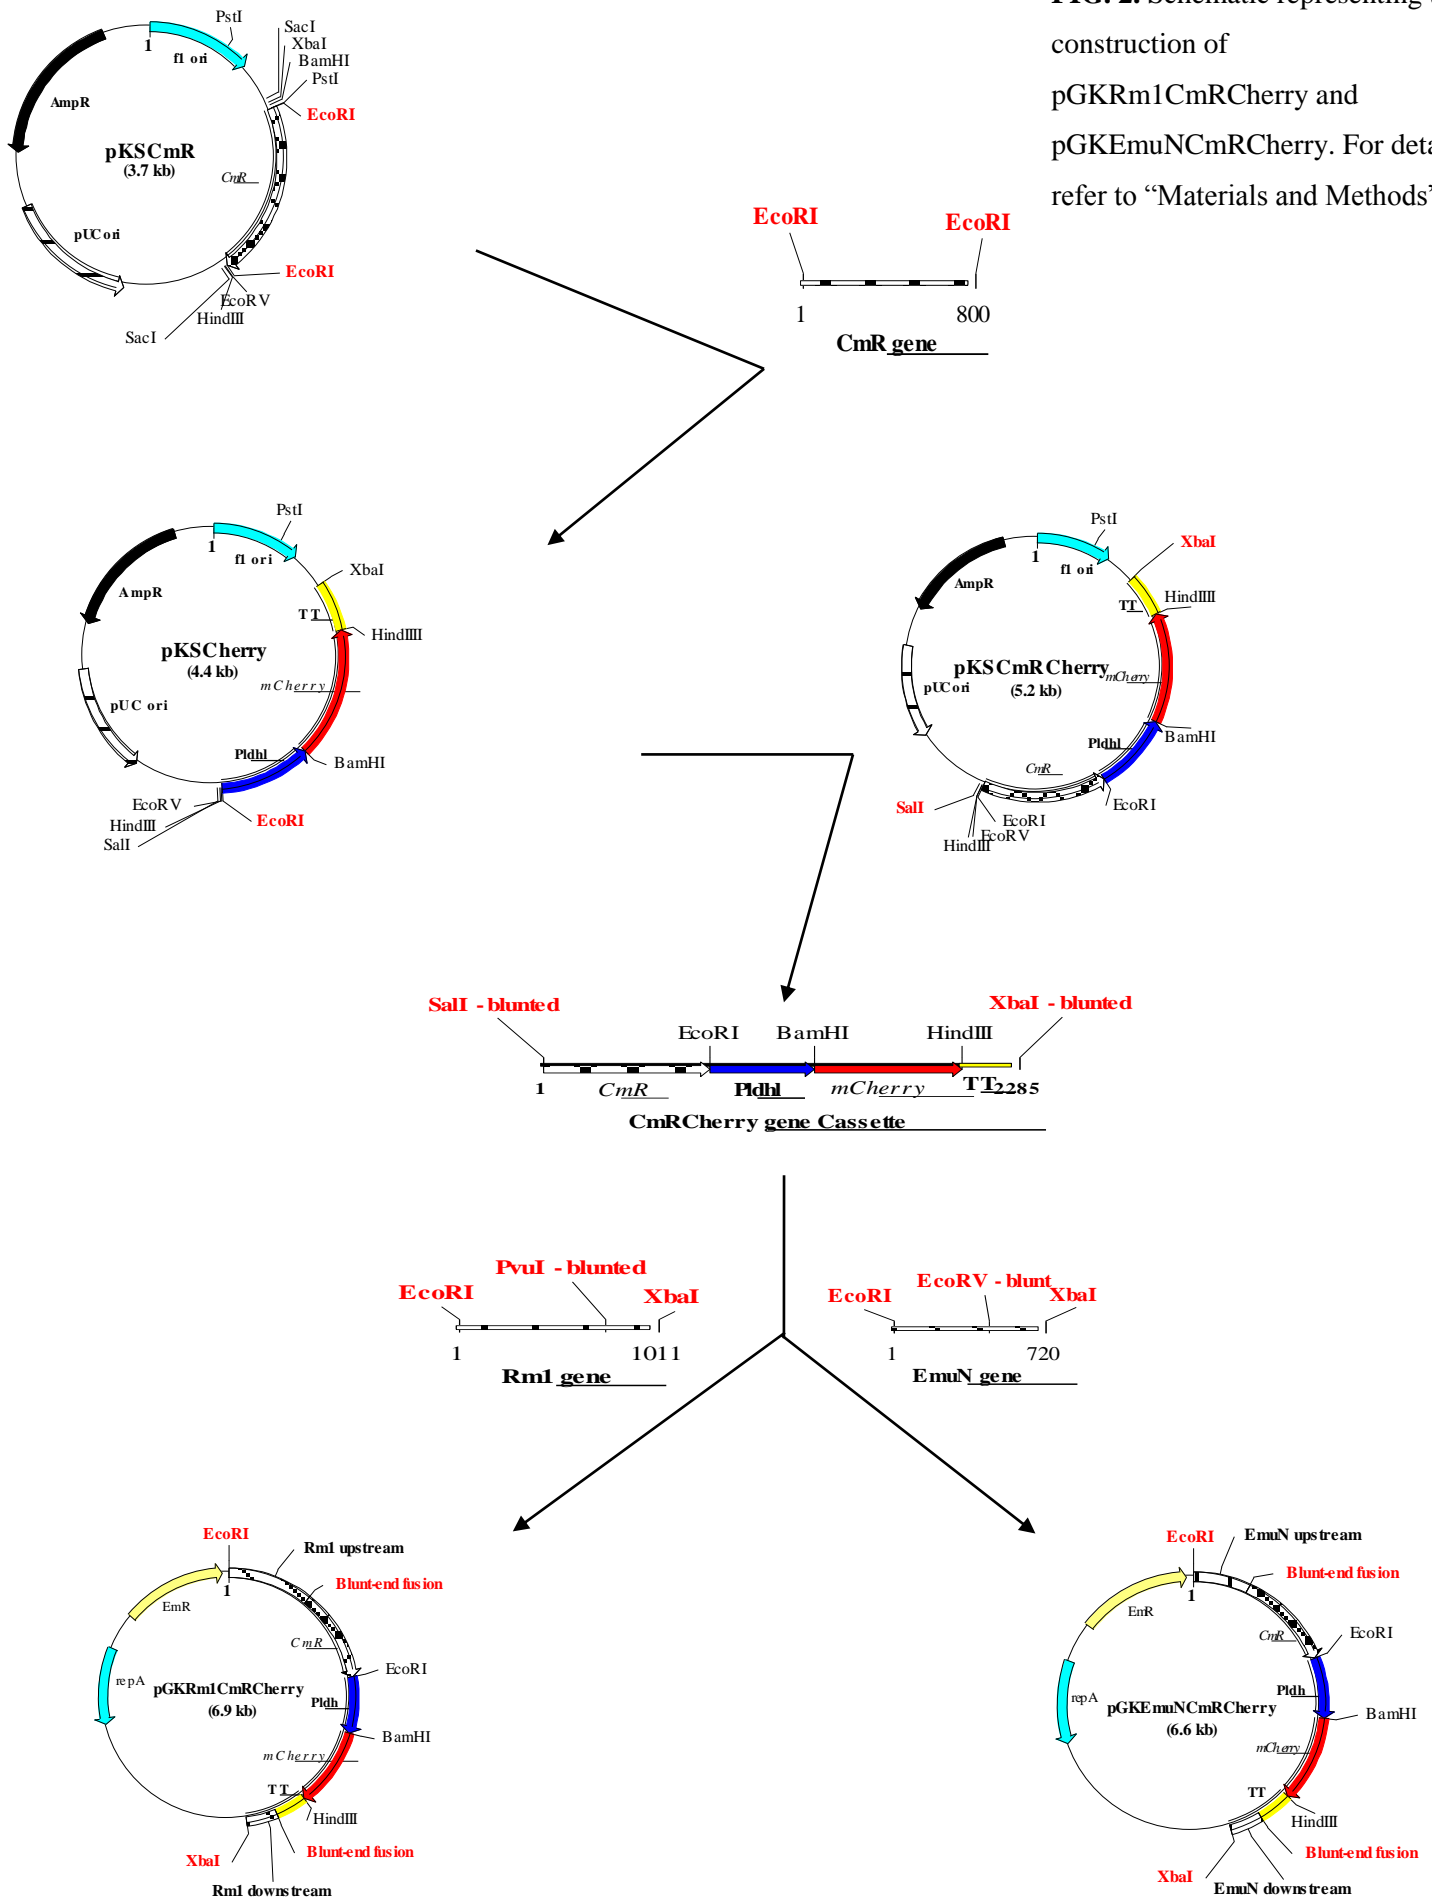 FIG. 2. Schematic representing
construction of
pGKRm1CmRCherry and
pGKEmuNCmRCherry. For deta
refer to “Materials and Methods”
PstI
SacI
XbaI
BamHI
PstI
EcoRI
1
f1 ori
AmpR
pKSCmR
(3.7 kb)
CmR
pUCori
EcoRI
EcoRV
HindIII
SacI
EcoRI
EcoRI
1
800
CmR gene
PstI
1
f1 ori
XbaI
AmpR
TT
HindIIII
pKSCherry
(4.4 kb)
mCherry
pUC ori
Pldhl
BamHI
EcoRV
HindIII
EcoRI
SalI
PstI
XbaI
1
f1 ori
AmpR
TT
HindIIII
pKSCmRCherry
(5.2 kb)
mCherry
pUCori
Pldhl
BamHI
CmR
SalI
EcoRI
EcoRI
EcoRV
HindIII
SalI - blunted
XbaI - blunted
EcoRI
BamHI
HindIII
1
CmR
Pldhl
mCherry
TT
2285
CmRCherry gene Cassette
PvuI - blunted
EcoRI
XbaI
1
1011
Rm1 gene
EcoRV - blunt
EcoRI
XbaI
1
720
EmuN gene
EcoRI
Rm1 upstream
1
Blunt-end fusion
EmR
CmR
EcoRI
repA
pGKRm1CmRCherry
(6.9 kb)
Pldh
BamHI
mCherry
TT
HindIII
XbaI
Blunt-end fusion
Rm1 downstream
EcoRI
EmuN upstream
1
Blunt-end fusion
EmR
CmR
EcoRI
repA
Pldh
pGKEmuNCmRCherry
(6.6 kb)
BamHI
mCherry
TT
HindIII
Blunt-end fusion
XbaI
EmuN downstream